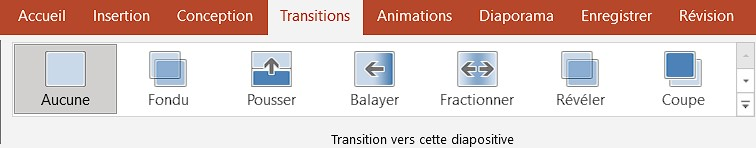 Accueil Insertion Conception Transitions Animations Diaporama Enregistrer Révision
Aucune Fondu Pousser Balayer Fractionner Révéler Coupe
Transition vers cette diapositive